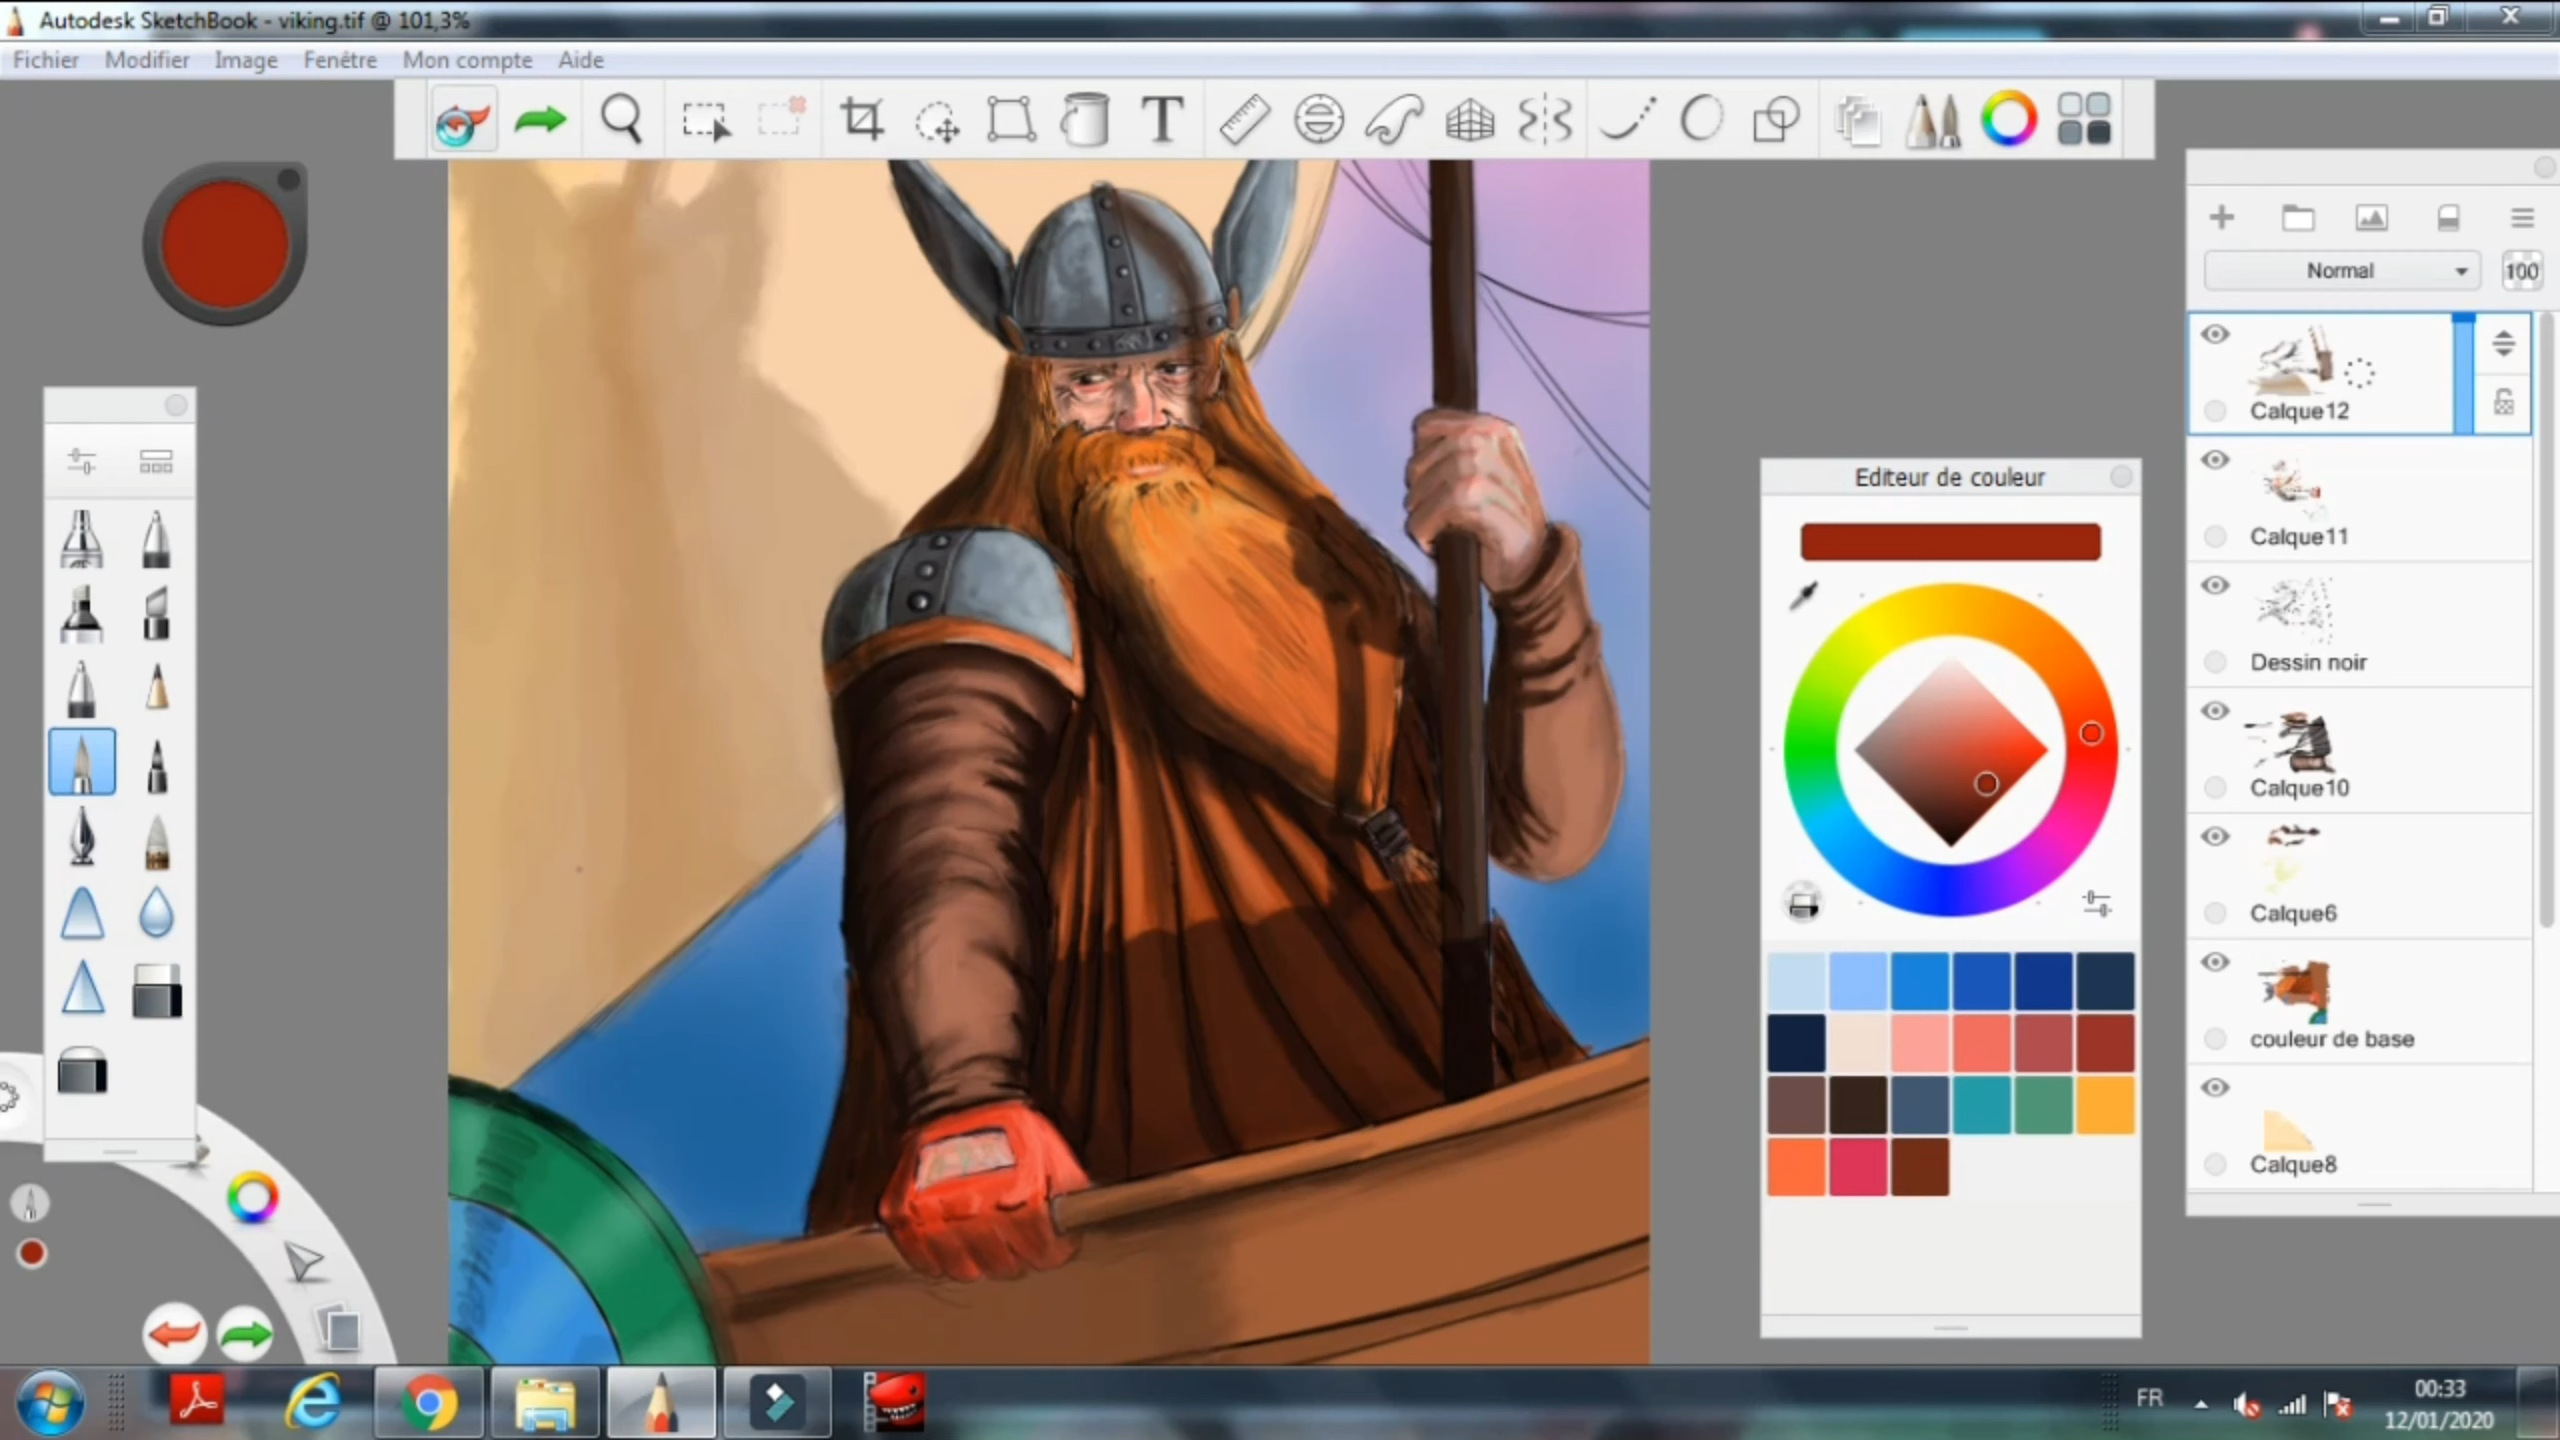 Autodesk SketchBook - viking.tif @ 101,3%
Fichier Modifier Image Fenêtre Mon compte Aide
T
Normal 100
Calque12
Calque11
Dessin noir
Calque10
Calque6
couleur de base
Calque8
Editeur de couleur
FR
00:33
12/01/2020